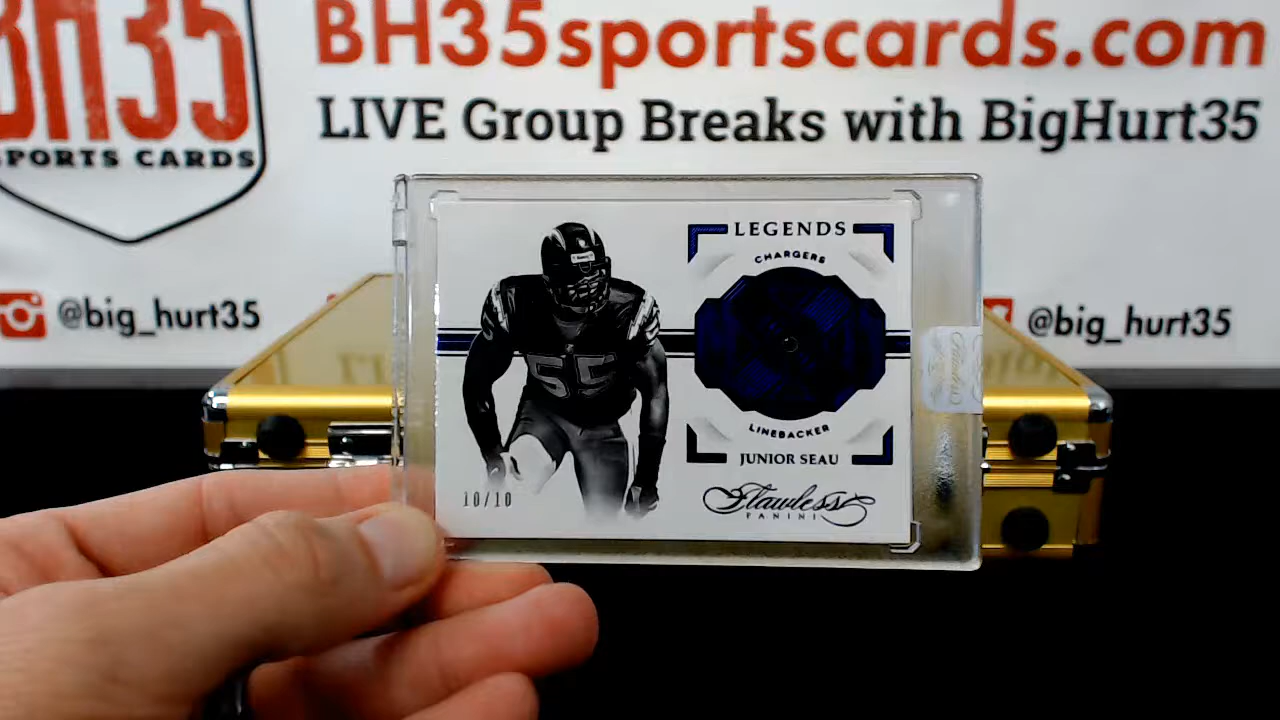 BH35
SPORTS CARDS
BH35sportscards.com
LIVE Group Breaks with BigHurt35
@big_hurt35
@big_hurt35
LEGENDS
CHARGERS
55
LINEBACKER
JUNIOR SEAU
10/10
Flawless
PANINI